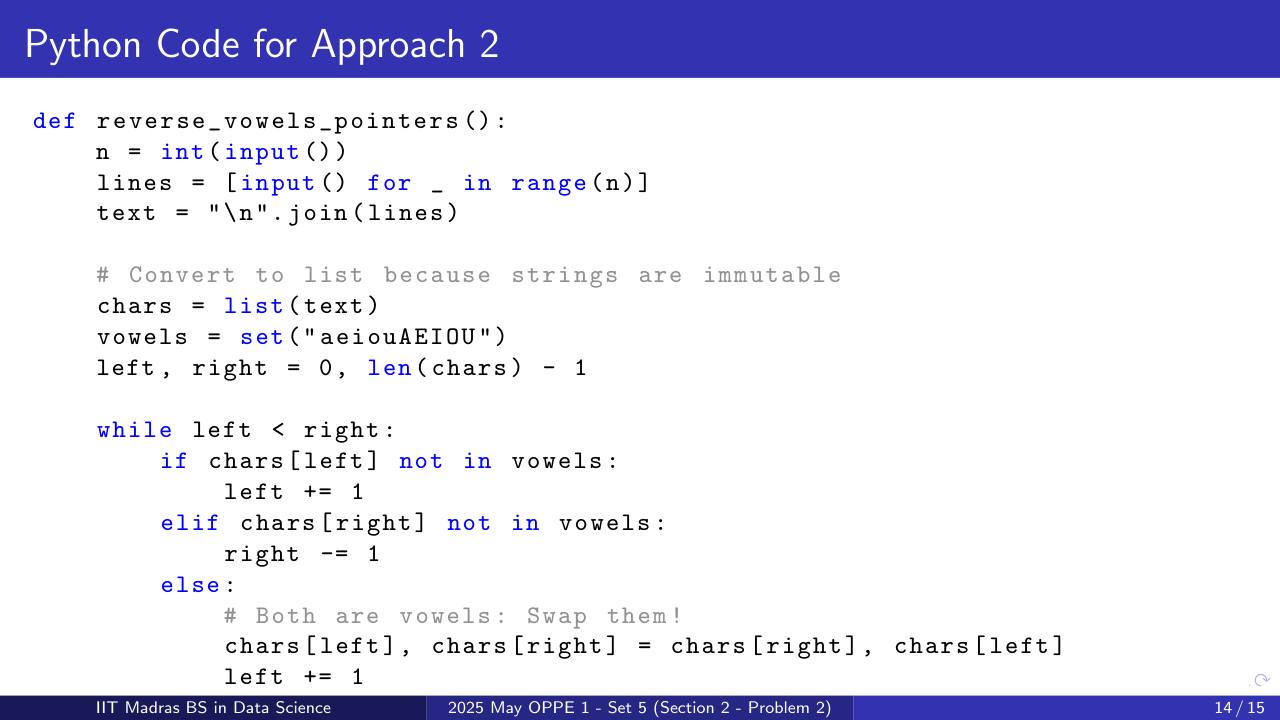 Python Code for Approach 2
def reverse_vowels_pointers():
    n = int(input())
    lines = [input() for _ in range(n)]
    text = "\n".join(lines)
    # Convert to list because strings are immutable
    chars = list(text)
    vowels = set("aeiouAEIOU")
    left, right = 0, len(chars) - 1
    while left < right:
        if chars[left] not in vowels:
            left += 1
        elif chars[right] not in vowels:
            right -= 1
        else:
            # Both are vowels: Swap them!
            chars[left], chars[right] = chars[right], chars[left]
            left += 1
IIT Madras BS in Data Science
2025 May OPPE 1 - Set 5 (Section 2 - Problem 2)
14 / 15